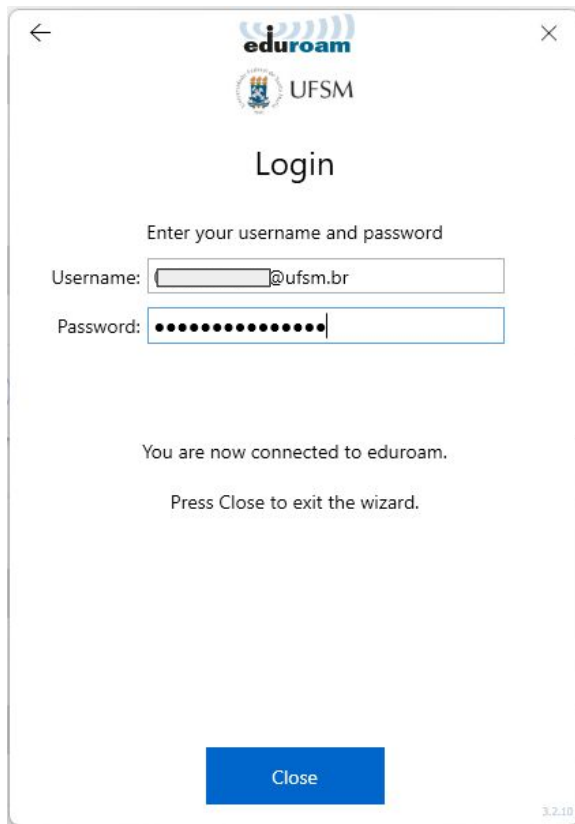 eduroam
UFSM
Login
Enter your username and password
Username: @ufsm.br
Password: •••••••••••••••
You are now connected to eduroam.
Press Close to exit the wizard.
Close
3.2.10